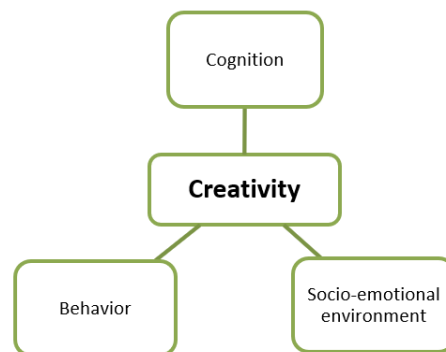 Cognition
Creativity
Behavior
Socio-emotional
environment